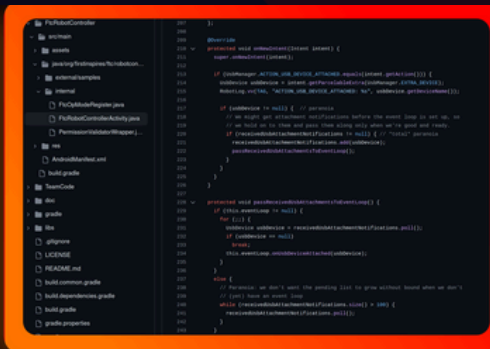 FtcRobotController
src/main
assets
java/org/firstinspires/ftc/robotcon...
external/samples
internal
FtcOpModeRegister.java
FtcRobotControllerActivity.java
PermissionValidatorWrapper.j...
res
AndroidManifest.xml
build.gradle
TeamCode
doc
gradle
libs
.gitignore
LICENSE
README.md
build.common.gradle
build.dependencies.gradle
build.gradle
gradle.properties
207 };
208
209 @Override
210 protected void onNewIntent(Intent intent) {
211 super.onNewIntent(intent);
212
213 if (UsbManager.ACTION_USB_DEVICE_ATTACHED.equals(intent.getAction())) {
214 UsbDevice usbDevice = intent.getParcelableExtra(UsbManager.EXTRA_DEVICE);
215 RobotLog.vv(TAG, "ACTION_USB_DEVICE_ATTACHED: %s", usbDevice.getDeviceName());
216
217 if (usbDevice != null) { // paranoia
218 // We might get attachment notifications before the event loop is set up, so
219 // we hold on to them and pass them along only when we're good and ready.
220 if (receivedUsbAttachmentNotifications != null) { // *total* paranoia
221 receivedUsbAttachmentNotifications.add(usbDevice);
222 passReceivedUsbAttachmentsToEventLoop();
223 }
224 }
225 }
226 }
227
228 protected void passReceivedUsbAttachmentsToEventLoop() {
229 if (this.eventLoop != null) {
230 for (;;) {
231 UsbDevice usbDevice = receivedUsbAttachmentNotifications.poll();
232 if (usbDevice == null)
233 break;
234 this.eventLoop.onUsbDeviceAttached(usbDevice);
235 }
236 }
237 else {
238 // Paranoia: we don't want the pending list to grow without bound when we don't
239 // (yet) have an event loop
240 while (receivedUsbAttachmentNotifications.size() > 100) {
241 receivedUsbAttachmentNotifications.poll();
242 }
243 }